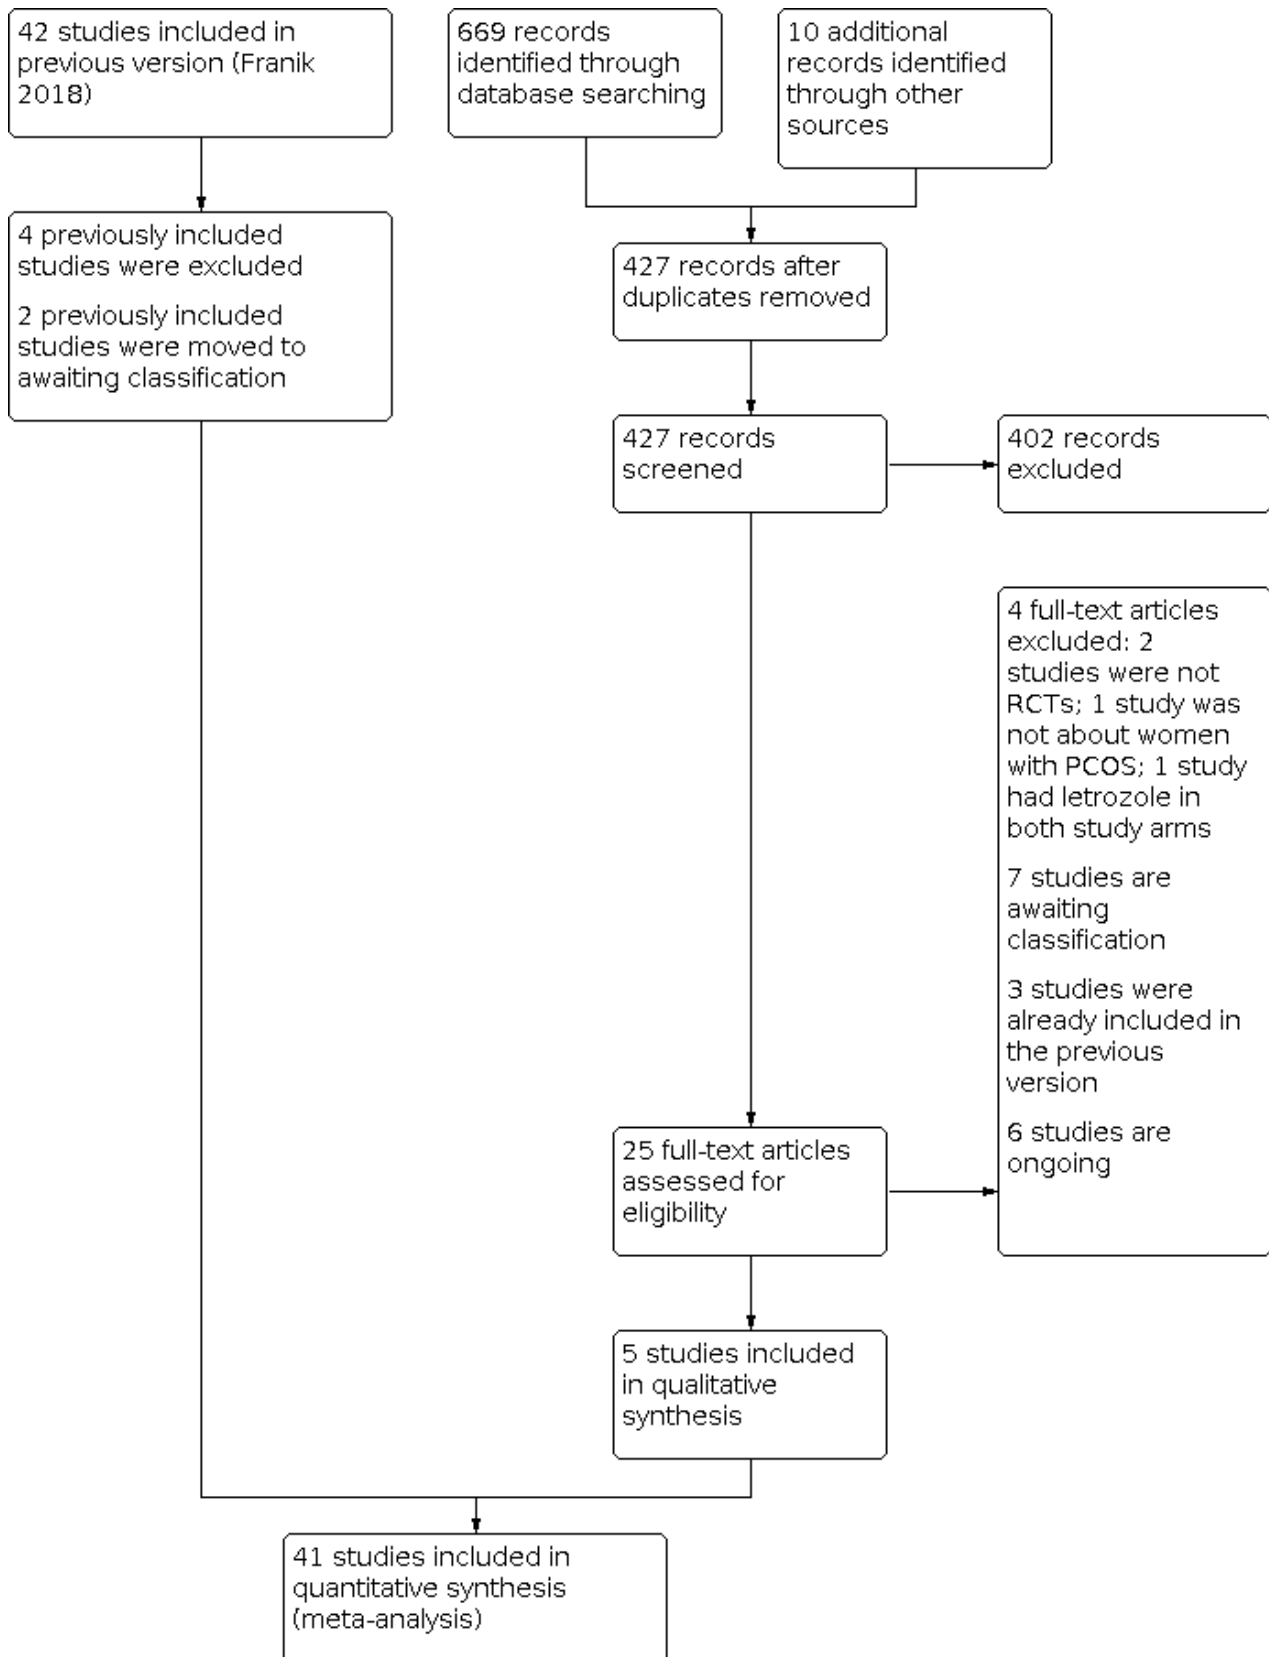 42 studies included in
previous version (Franik
2018)
669 records
identified through
database searching
10 additional
records identified
through other
sources
4 previously included
studies were excluded
2 previously included
studies were moved to
awaiting classification
427 records after
duplicates removed
427 records
screened
402 records
excluded
4 full-text articles
excluded: 2
studies were not
RCTs; 1 study was
not about women
with PCOS; 1 study
had letrozole in
both study arms
7 studies are
awaiting
classification
3 studies were
already included in
the previous
version
6 studies are
ongoing
25 full-text articles
assessed for
eligibility
5 studies included
in qualitative
synthesis
41 studies included in
quantitative synthesis
(meta-analysis)